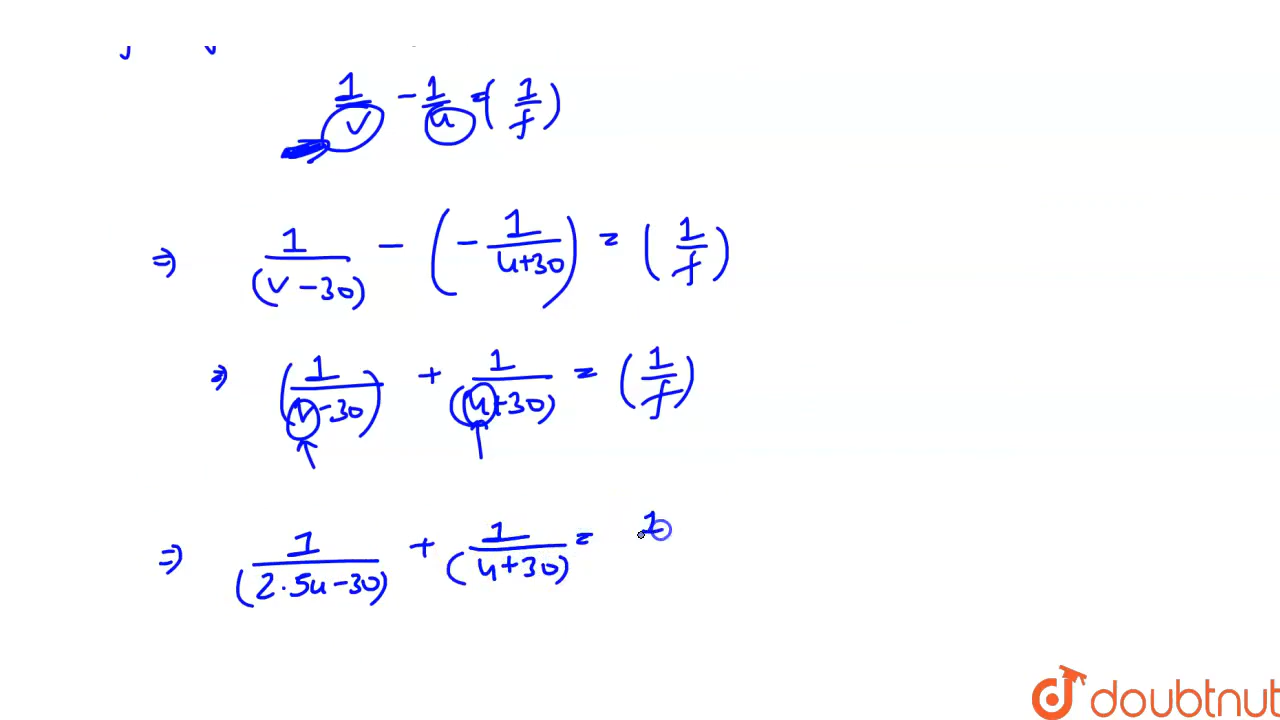 1/v - 1/u = (1/f)
⇒ 1/(v - 30) - (- 1/(u+30)) = (1/f)
⇒ (1/(v - 30)) + 1/(u+30) = (1/f)
⇒ 1/(2.5u - 30) + 1/(u+30) = 1
doubtnut